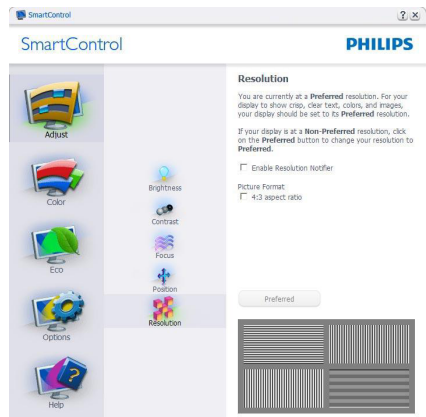 SmartControl
SmartControl
PHILIPS
Adjust
Color
Eco
Options
Help
Brightness
Contrast
Focus
Position
Resolution
Resolution
You are currently at a Preferred resolution. For your
display to show crisp, clear text, colors, and images,
your display should be set to its Preferred resolution.
If your display is at a Non-Preferred resolution, click
on the Preferred button to change your resolution to
Preferred.
Enable Resolution Notifier
Picture Format
4:3 aspect ratio
Preferred